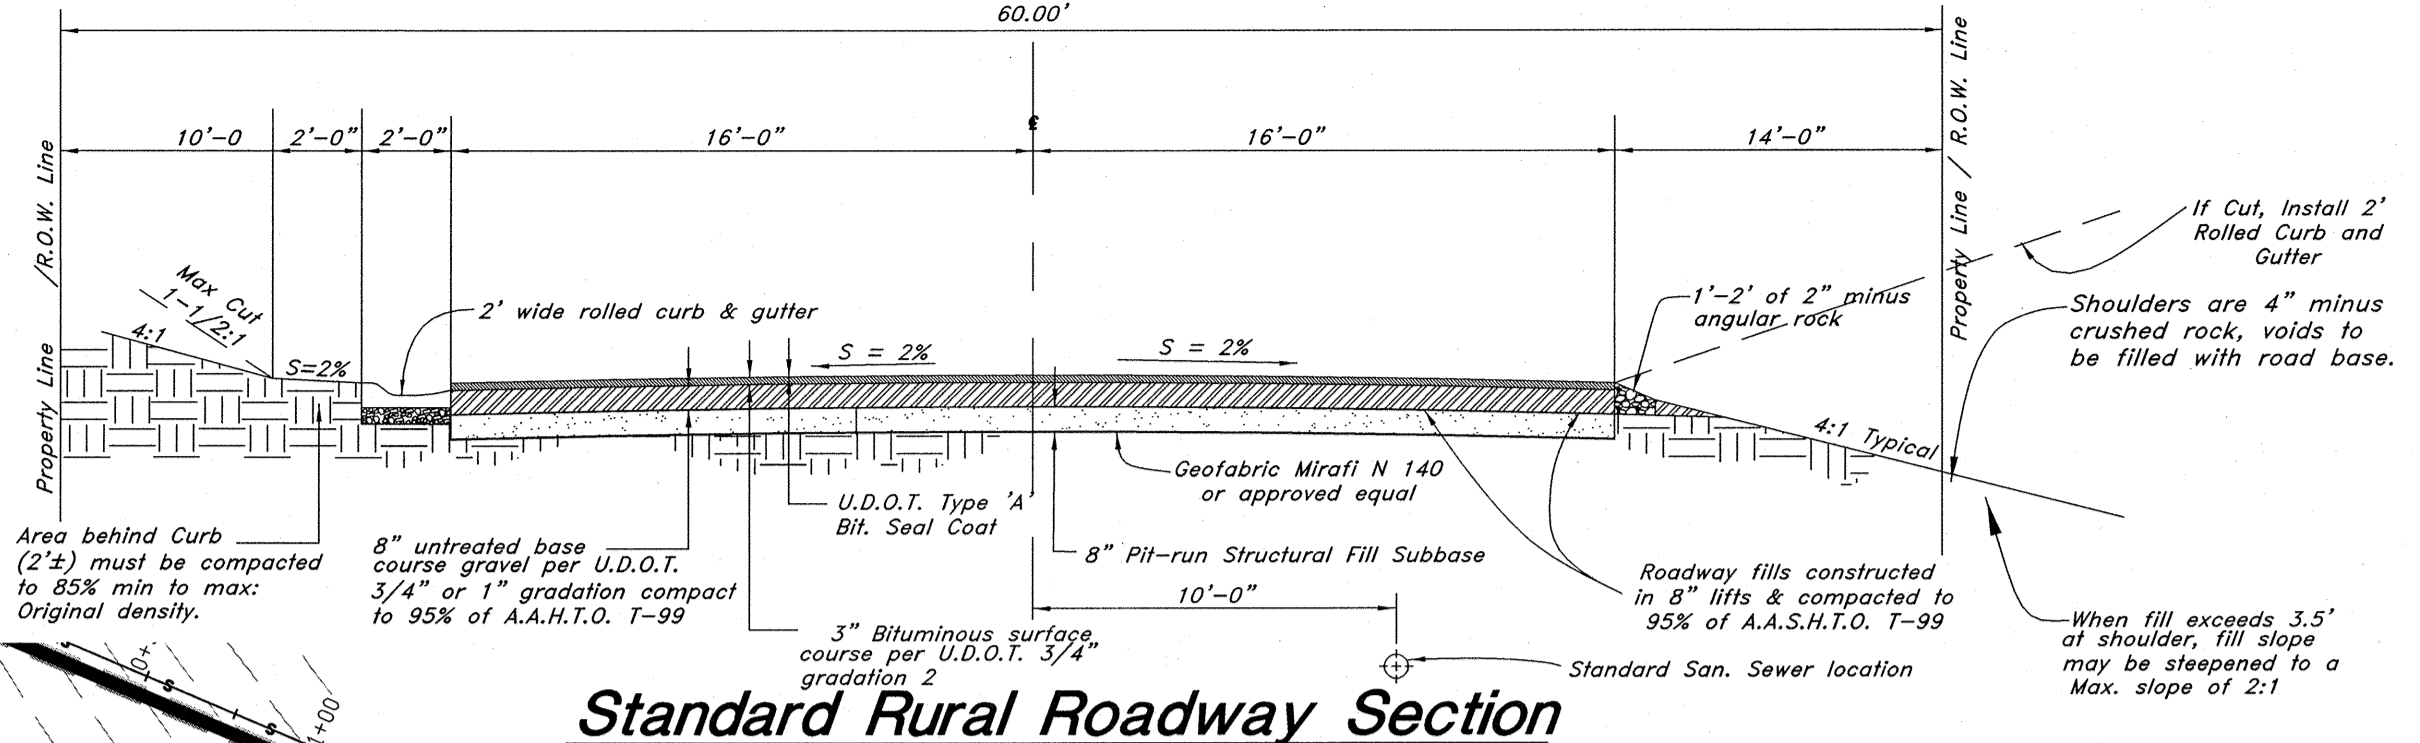 60.00'
10'-0
2'-0"
2'-0"
16'-0"
16'-0"
14'-0"
Property Line /R.O.W. Line
Property Line / R.O.W. Line
Max Cut
1-1/2:1
4:1
S=2%
2' wide rolled curb & gutter
S = 2%
S = 2%
1'-2' of 2" minus
angular rock
If Cut, Install 2'
Rolled Curb and
Gutter
Shoulders are 4" minus
crushed rock, voids to
be filled with road base.
4:1 Typical
Geofabric Mirafi N 140
or approved equal
U.D.O.T. Type 'A'
Bit. Seal Coat
Area behind Curb
(2'±) must be compacted
to 85% min to max:
Original density.
8" untreated base
course gravel per U.D.O.T.
3/4" or 1" gradation compact
to 95% of A.A.H.T.O. T-99
8" Pit-run Structural Fill Subbase
10'-0"
3" Bituminous surface
course per U.D.O.T. 3/4"
gradation 2
Roadway fills constructed
in 8" lifts & compacted to
95% of A.A.S.H.T.O. T-99
Standard San. Sewer location
When fill exceeds 3.5'
at shoulder, fill slope
may be steepened to a
Max. slope of 2:1
Standard Rural Roadway Section
0+
S
S
1+00